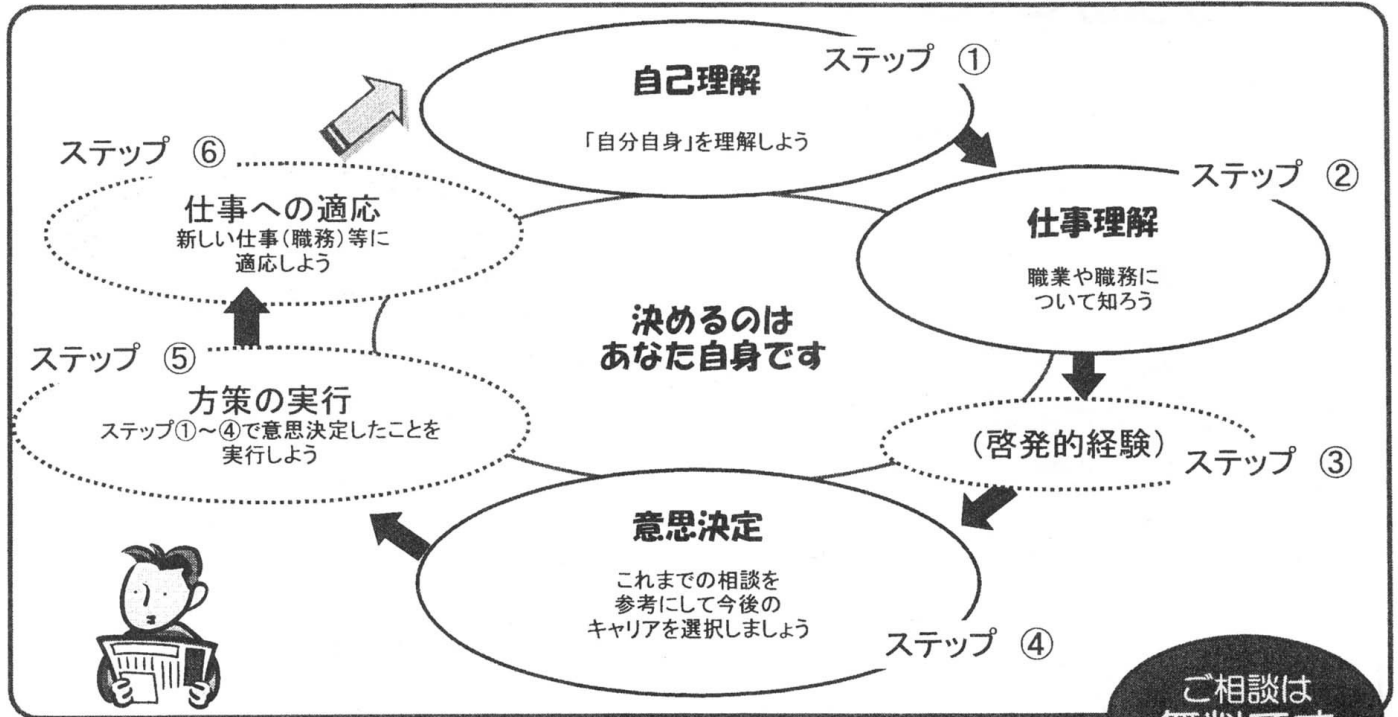 ステップ ①
自己理解
「自分自身」を理解しよう
ステップ ②
仕事理解
職業や職務に
ついて知ろう
(啓発的経験)
ステップ ③
意思決定
これまでの相談を
参考にして今後の
キャリアを選択しましょう
ステップ ④
ステップ ⑤
方策の実行
ステップ①～④で意思決定したことを
実行しよう
ステップ ⑥
仕事への適応
新しい仕事(職務)等に
適応しよう
決めるのは
あなた自身です
ご相談は
無料です